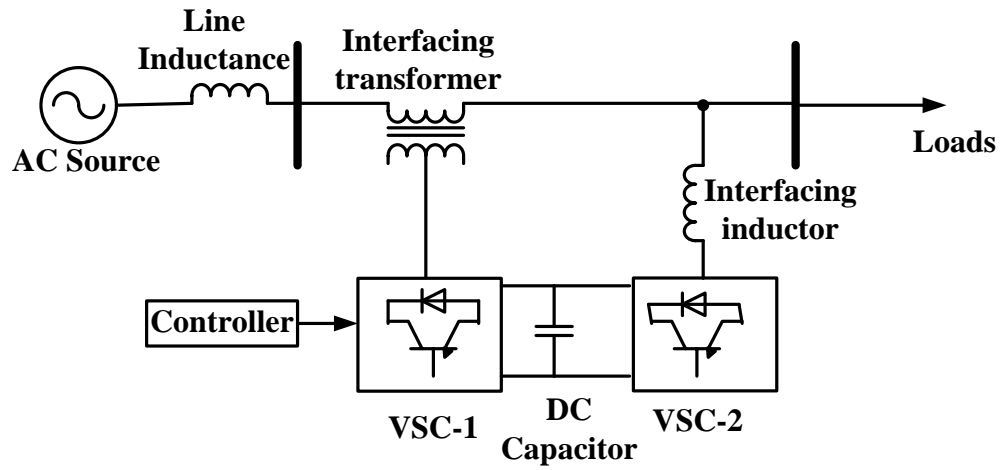 Line
Inductance
Interfacing
transformer
AC Source
Loads
Interfacing
inductor
Controller
VSC-1
DC
Capacitor
VSC-2